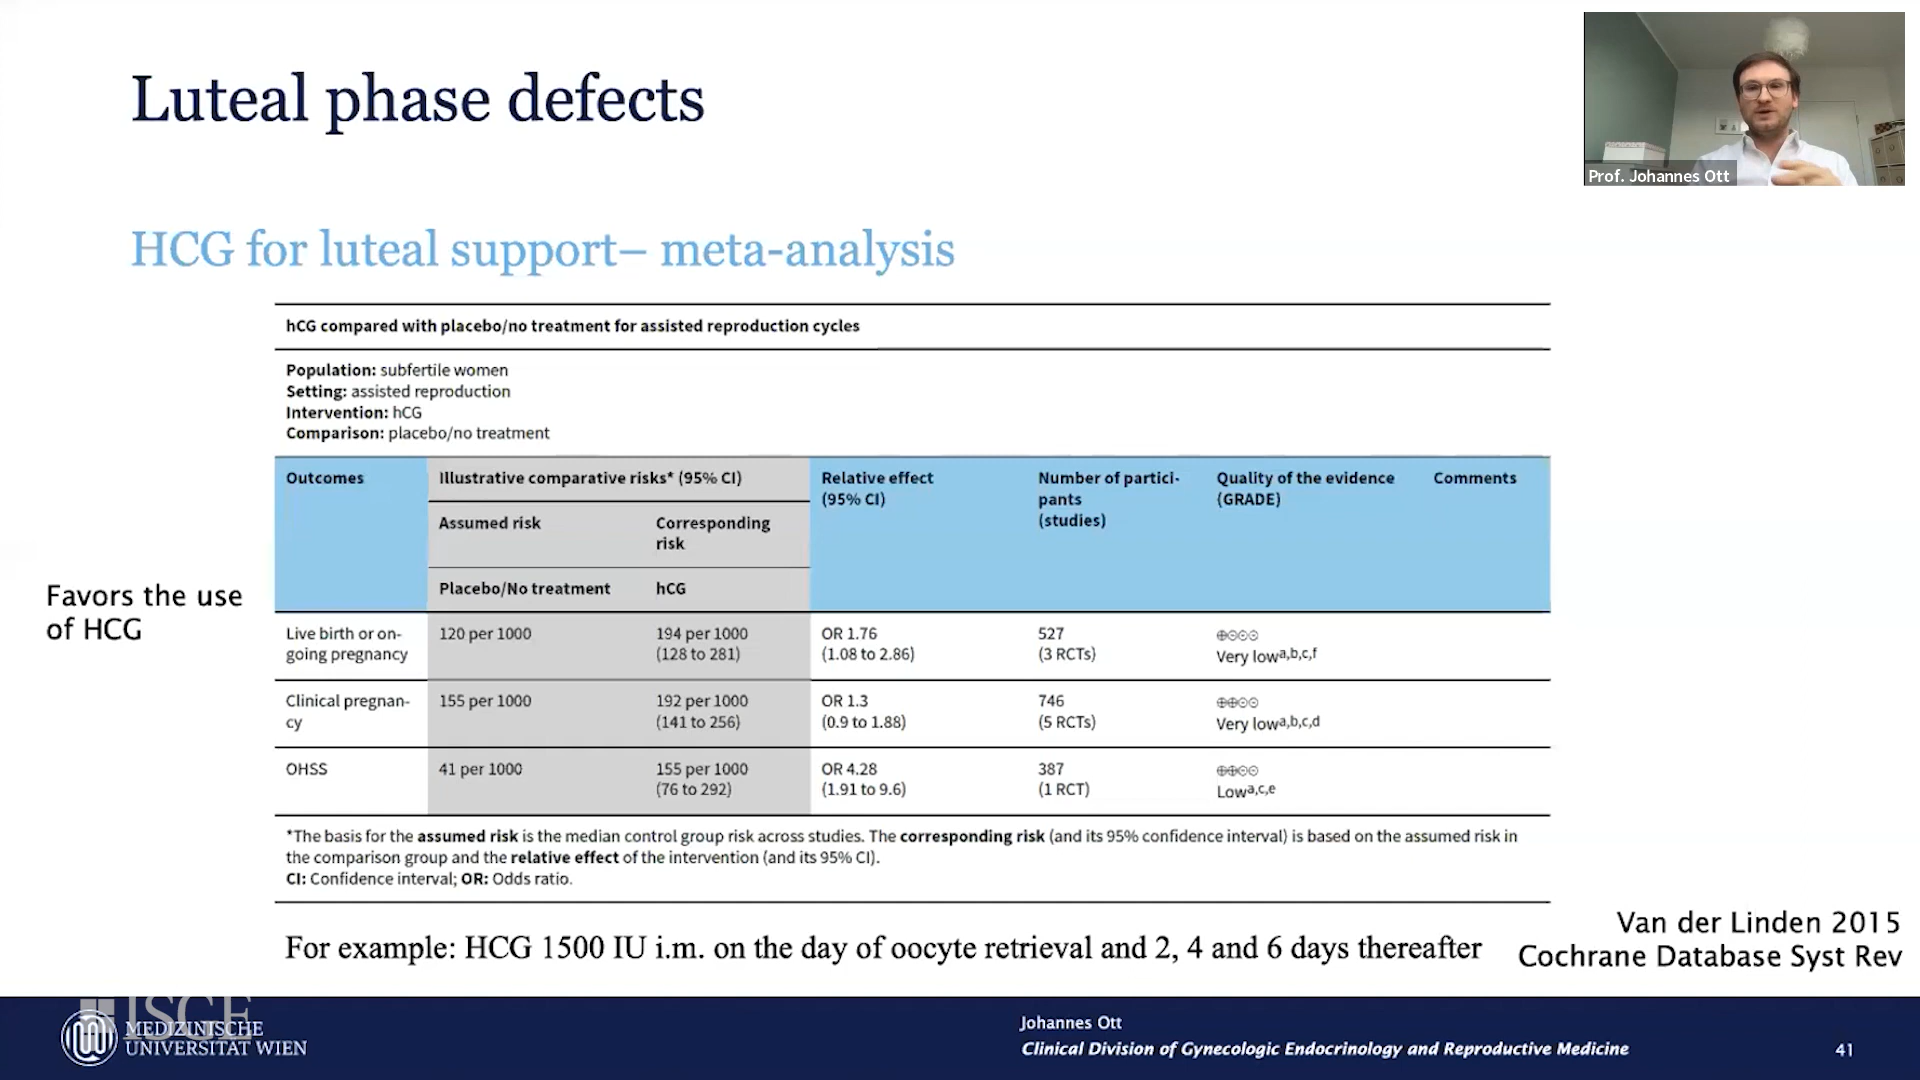 Luteal phase defects
Prof. Johannes Ott
HCG for luteal support– meta-analysis
hCG compared with placebo/no treatment for assisted reproduction cycles
Population: subfertile women
Setting: assisted reproduction
Intervention: hCG
Comparison: placebo/no treatment
Outcomes
Illustrative comparative risks* (95% CI)
Relative effect
(95% CI)
Number of partici-
pants
(studies)
Quality of the evidence
(GRADE)
Comments
Assumed risk
Corresponding
risk
Placebo/No treatment
hCG
Favors the use
of HCG
Live birth or on-
going pregnancy
120 per 1000
194 per 1000
(128 to 281)
OR 1.76
(1.08 to 2.86)
527
(3 RCTs)
⊕⊝⊝⊝
Very lowa,b,c,f
Clinical pregnan-
cy
155 per 1000
192 per 1000
(141 to 256)
OR 1.3
(0.9 to 1.88)
746
(5 RCTs)
⊕⊕⊝⊝
Very lowa,b,c,d
OHSS
41 per 1000
155 per 1000
(76 to 292)
OR 4.28
(1.91 to 9.6)
387
(1 RCT)
⊕⊕⊝⊝
Lowa,c,e
*The basis for the assumed risk is the median control group risk across studies. The corresponding risk (and its 95% confidence interval) is based on the assumed risk in
the comparison group and the relative effect of the intervention (and its 95% CI).
CI: Confidence interval; OR: Odds ratio.
For example: HCG 1500 IU i.m. on the day of oocyte retrieval and 2, 4 and 6 days thereafter
Van der Linden 2015
Cochrane Database Syst Rev
ISGE
MEDIZINISCHE
UNIVERSITÄT WIEN
Johannes Ott
Clinical Division of Gynecologic Endocrinology and Reproductive Medicine
41